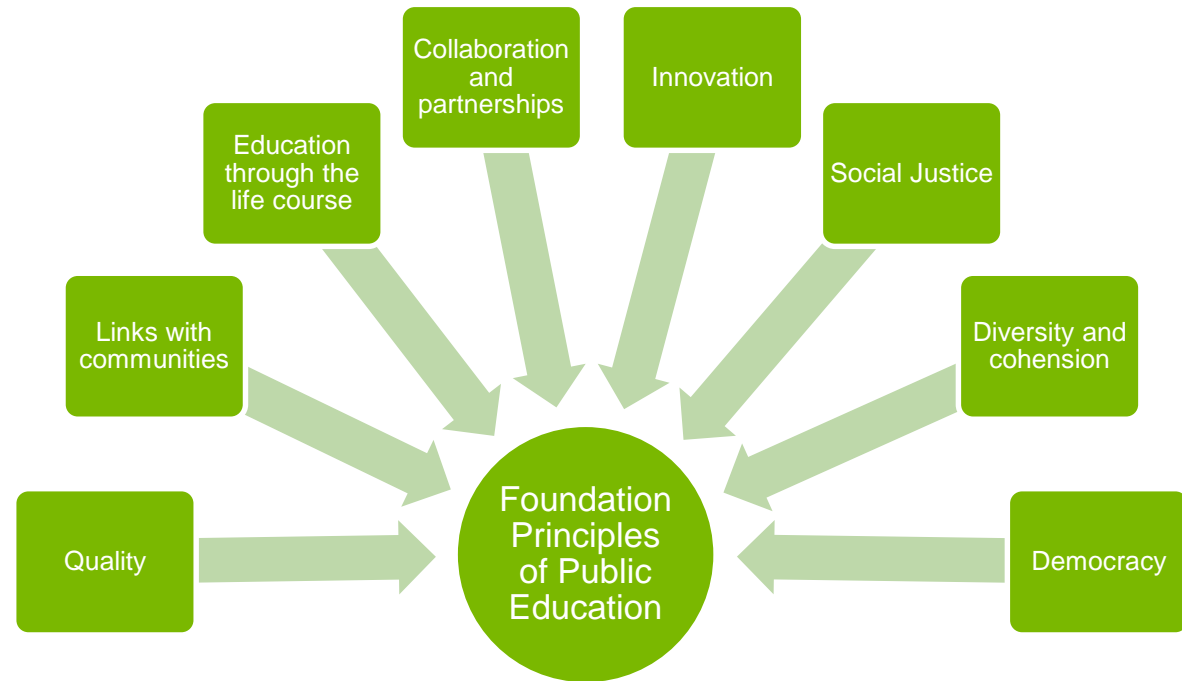 Collaboration
and
partnerships
Innovation
Education
through the
life course
Social Justice
Links with
communities
Diversity and
cohension
Quality
Foundation
Principles
of Public
Education
Democracy